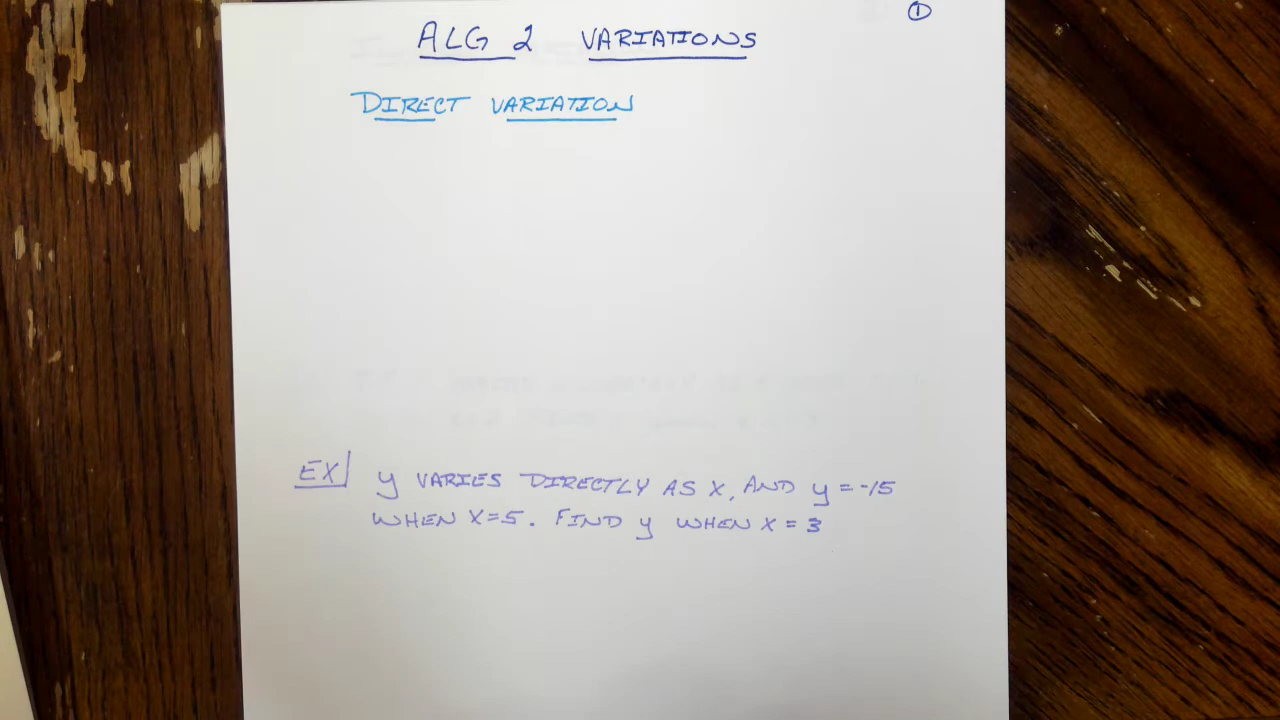 ①
ALG 2 VARIATIONS
DIRECT VARIATION
EX y VARIES DIRECTLY AS X, AND y = -15
WHEN X=5. FIND y WHEN X = 3